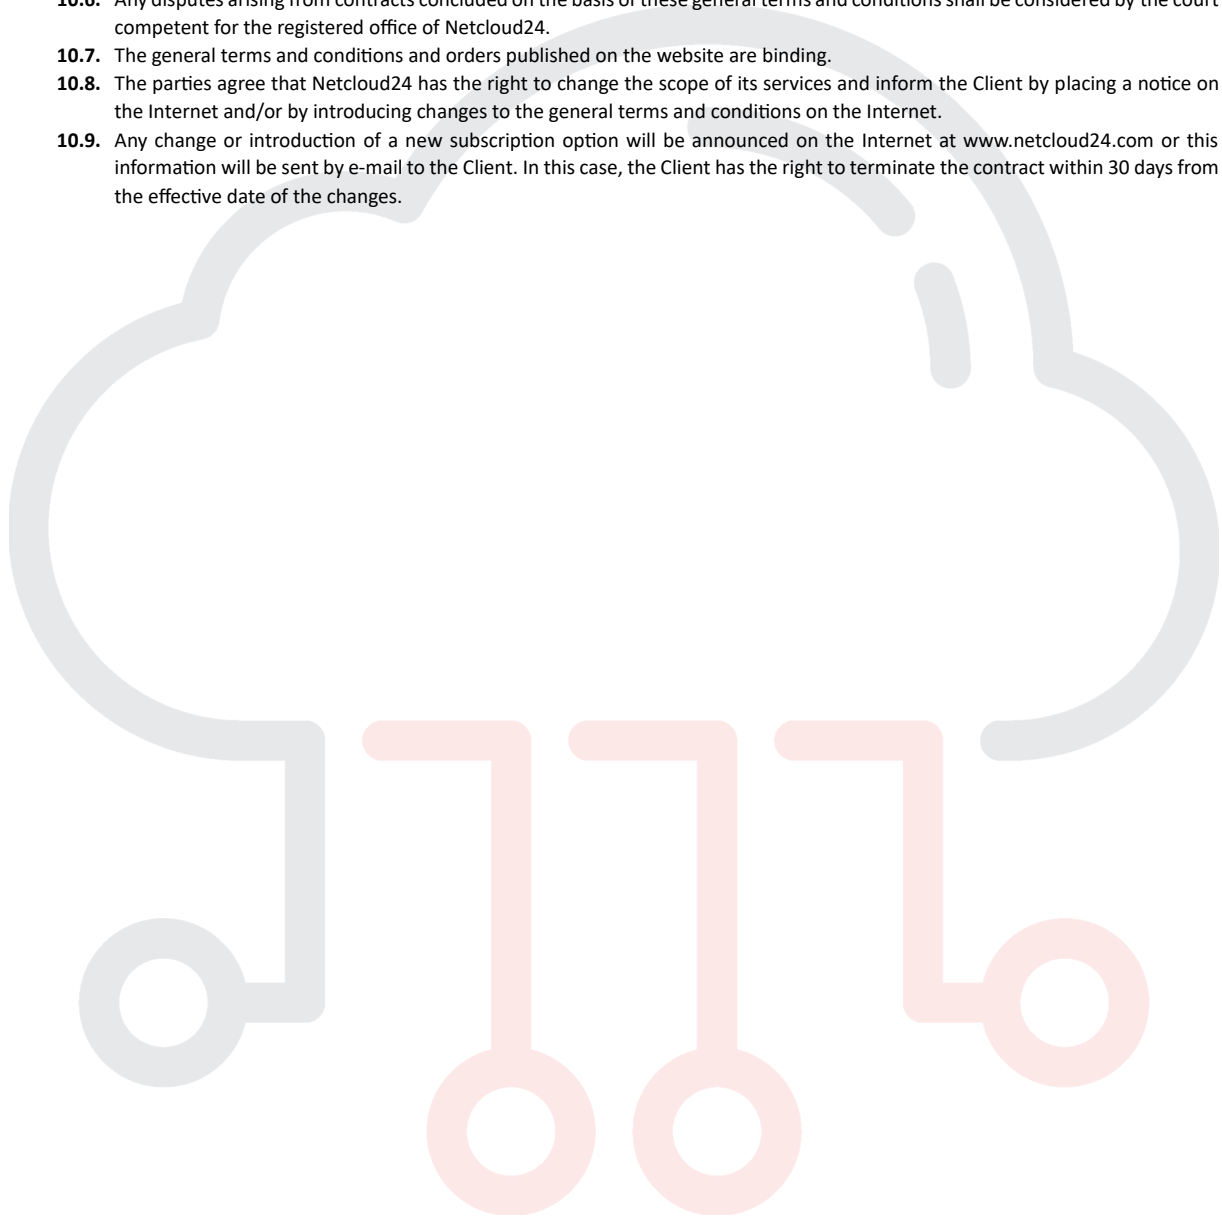 10.6. Any disputes arising from contracts concluded on the basis of these general terms and conditions shall be considered by the court
competent for the registered office of Netcloud24.
10.7. The general terms and conditions and orders published on the website are binding.
10.8. The parties agree that Netcloud24 has the right to change the scope of its services and inform the Client by placing a notice on
the Internet and/or by introducing changes to the general terms and conditions on the Internet.
10.9. Any change or introduction of a new subscription option will be announced on the Internet at www.netcloud24.com or this
information will be sent by e-mail to the Client. In this case, the Client has the right to terminate the contract within 30 days from
the effective date of the changes.